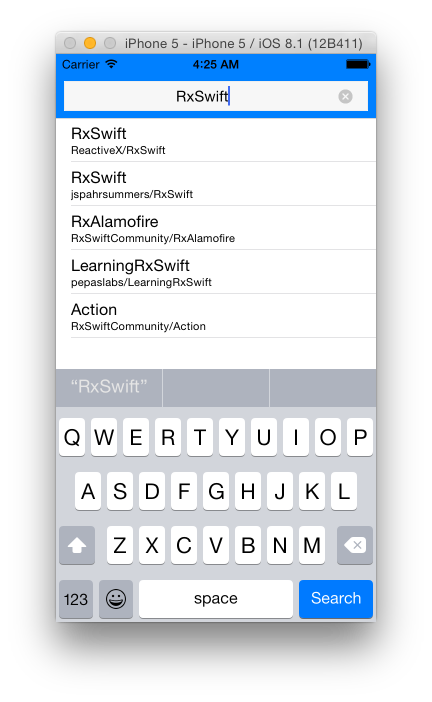 iPhone 5 - iPhone 5 / iOS 8.1 (12B411)
Carrier 4:25 AM
RxSwift
RxSwift
ReactiveX/RxSwift
RxSwift
jspahrsummers/RxSwift
RxAlamofire
RxSwiftCommunity/RxAlamofire
LearningRxSwift
pepaslabs/LearningRxSwift
Action
RxSwiftCommunity/Action
“RxSwift”
Q W E R T Y U I O P
A S D F G H J K L
Z X C V B N M
123 space Search